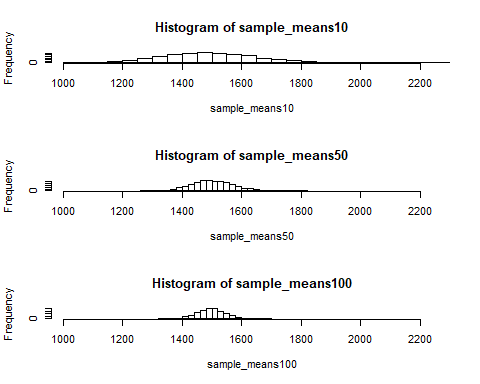 Histogram of sample_means10
Frequency
0
1000 1200 1400 1600 1800 2000 2200
sample_means10
Histogram of sample_means50
Frequency
0
1000 1200 1400 1600 1800 2000 2200
sample_means50
Histogram of sample_means100
Frequency
0
1000 1200 1400 1600 1800 2000 2200
sample_means100